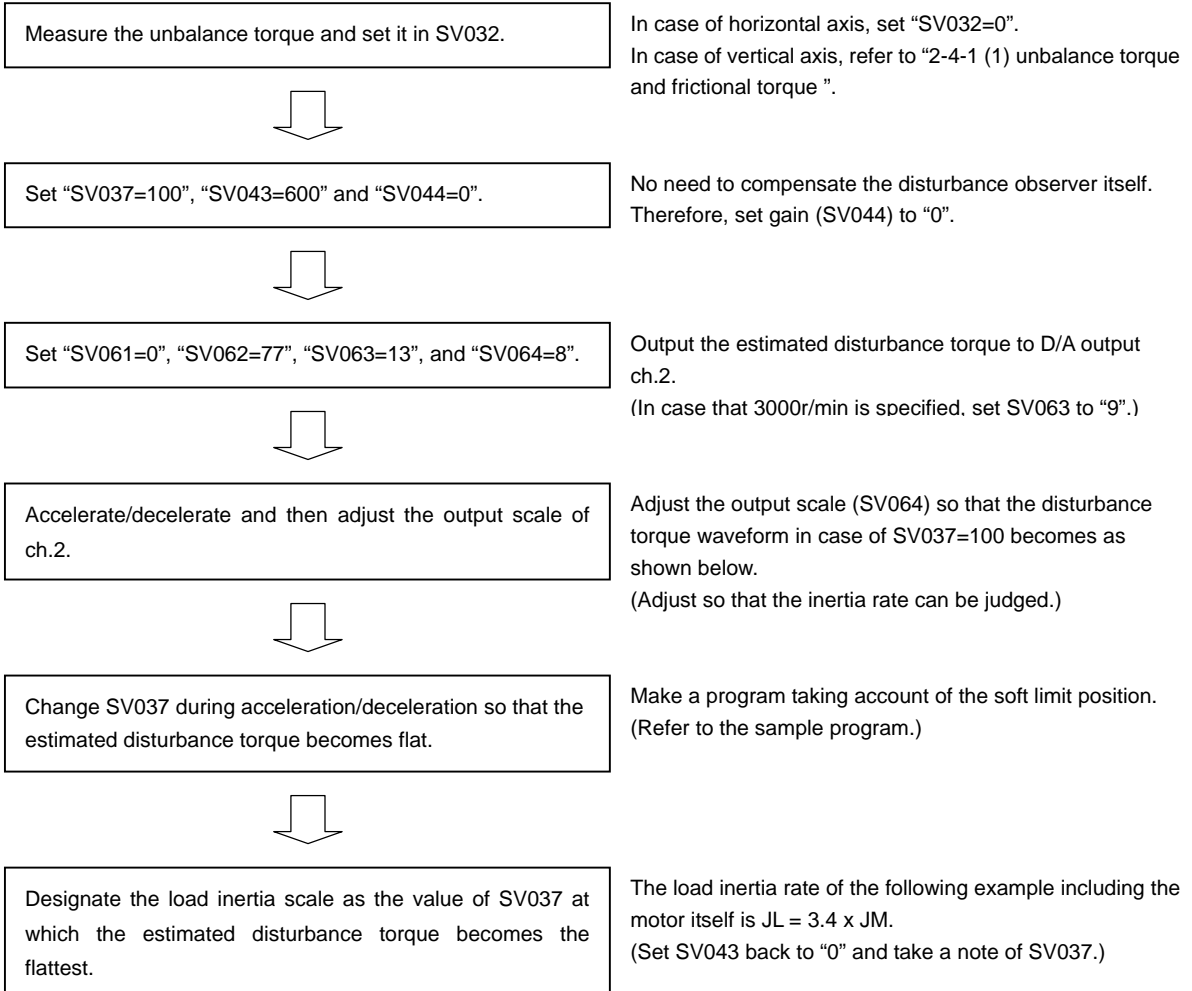 Measure the unbalance torque and set it in SV032.
In case of horizontal axis, set “SV032=0”.
In case of vertical axis, refer to “2-4-1 (1) unbalance torque
and frictional torque ”.
Set “SV037=100”, “SV043=600” and “SV044=0”.
No need to compensate the disturbance observer itself.
Therefore, set gain (SV044) to “0”.
Set “SV061=0”, “SV062=77”, “SV063=13”, and “SV064=8”.
Output the estimated disturbance torque to D/A output
ch.2.
(In case that 3000r/min is specified, set SV063 to “9”.)
Accelerate/decelerate and then adjust the output scale of
ch.2.
Adjust the output scale (SV064) so that the disturbance
torque waveform in case of SV037=100 becomes as
shown below.
(Adjust so that the inertia rate can be judged.)
Change SV037 during acceleration/deceleration so that the
estimated disturbance torque becomes flat.
Make a program taking account of the soft limit position.
(Refer to the sample program.)
Designate the load inertia scale as the value of SV037 at
which the estimated disturbance torque becomes the
flattest.
The load inertia rate of the following example including the
motor itself is JL = 3.4 x JM.
(Set SV043 back to “0” and take a note of SV037.)